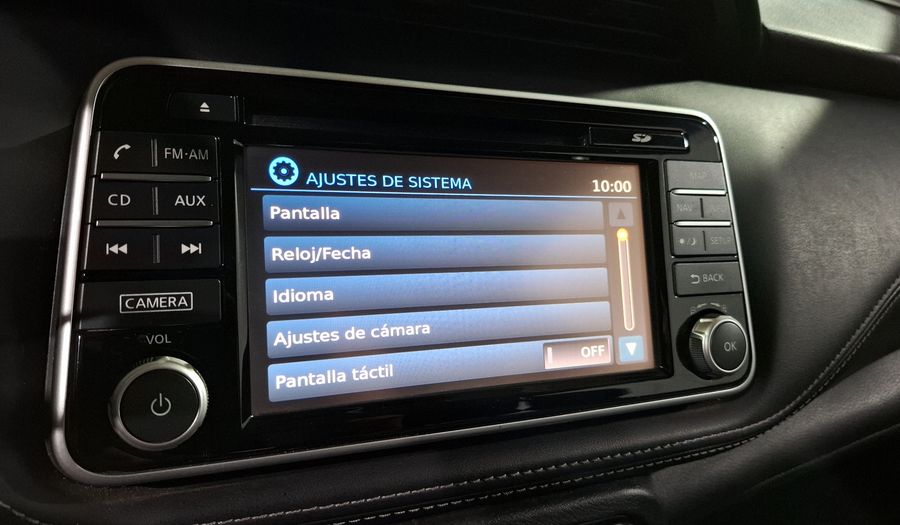 SD
FM·AM
CD
AUX
CAMERA
VOL
AJUSTES DE SISTEMA
10:00
Pantalla
Reloj/Fecha
Idioma
Ajustes de cámara
Pantalla táctil
OFF
MAP
NAV
SETUP
BACK
OK